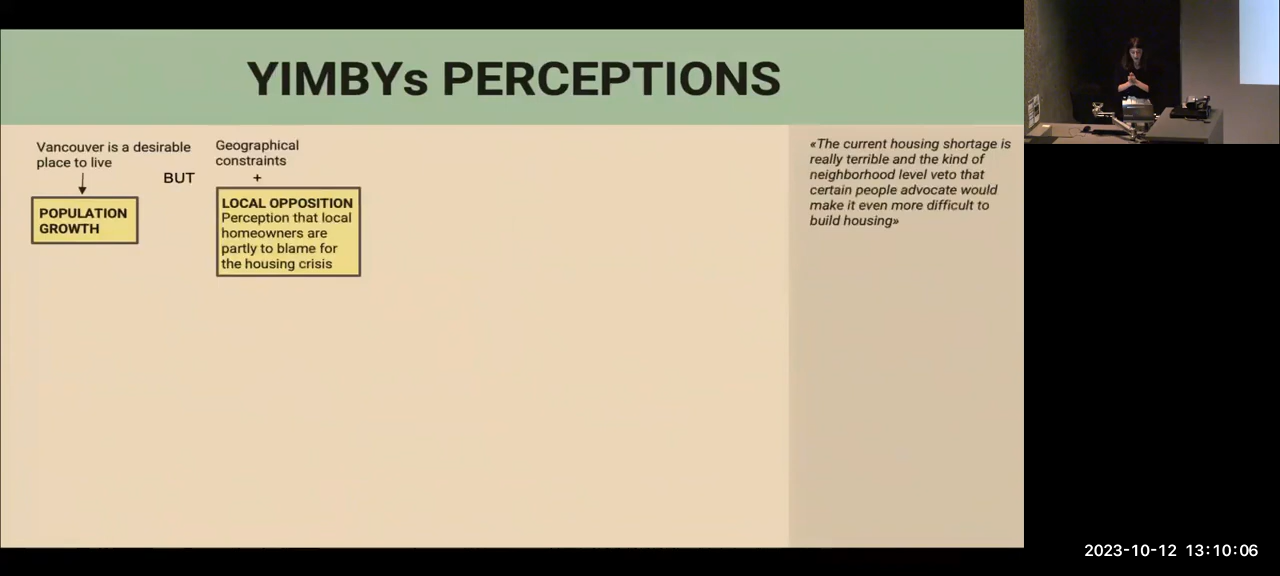 YIMBYs PERCEPTIONS
Vancouver is a desirable
place to live
BUT
POPULATION
GROWTH
Geographical
constraints
+
LOCAL OPPOSITION
Perception that local
homeowners are
partly to blame for
the housing crisis
«The current housing shortage is
really terrible and the kind of
neighborhood level veto that
certain people advocate would
make it even more difficult to
build housing»
2023-10-12 13:10:06